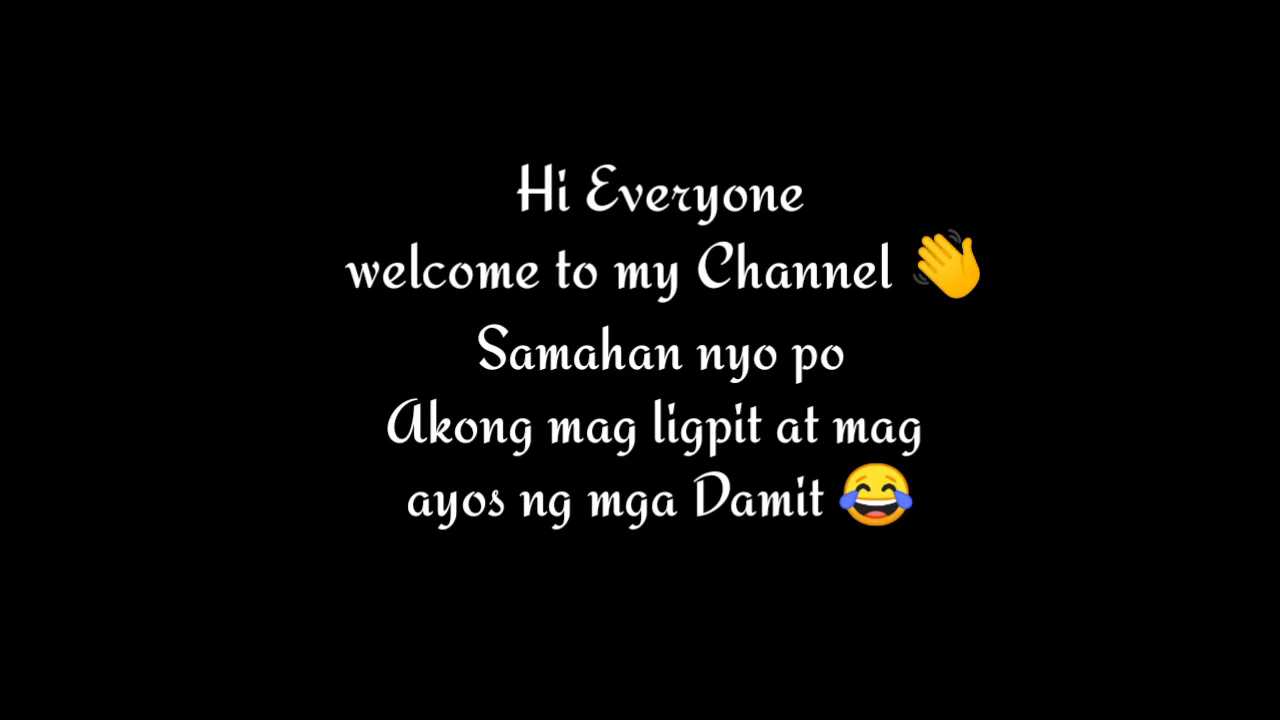 Hi Everyone
welcome to my Channel 👋
Samahan nyo po
Akong mag ligpit at mag
ayos ng mga Damit 😂